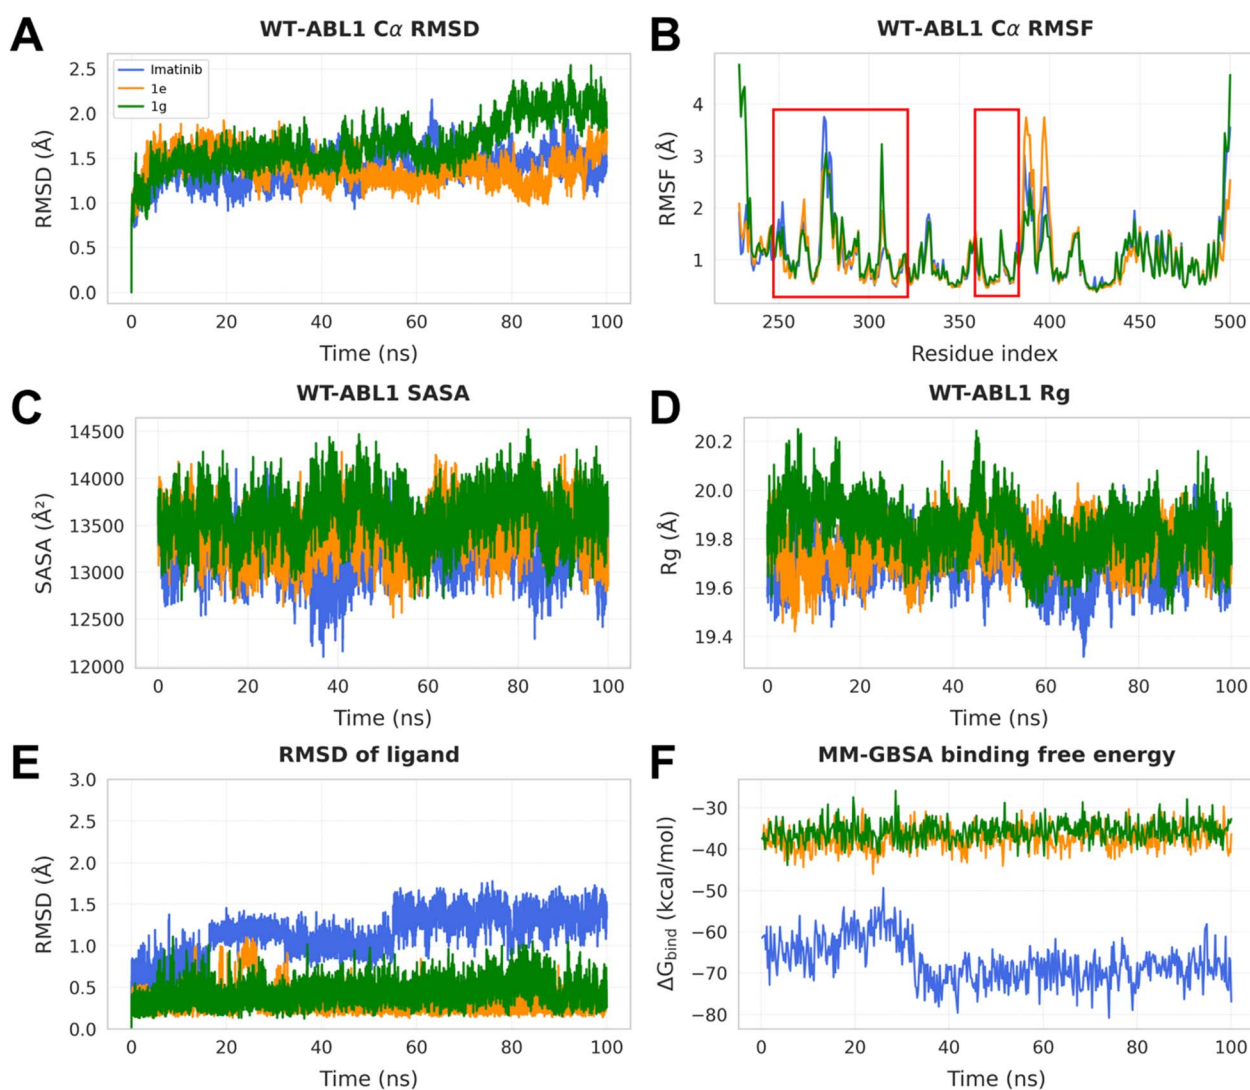 A
WT-ABL1 Cα RMSD
Imatinib
1e
1g
2.5
2.0
1.5
1.0
0.5
0.0
RMSD (Å)
0 20 40 60 80 100
Time (ns)
B
WT-ABL1 Cα RMSF
4
3
2
1
RMSF (Å)
250 300 350 400 450 500
Residue index
C
WT-ABL1 SASA
14500
14000
13500
13000
12500
12000
SASA (Å²)
0 20 40 60 80 100
Time (ns)
D
WT-ABL1 Rg
20.2
20.0
19.8
19.6
19.4
Rg (Å)
0 20 40 60 80 100
Time (ns)
E
RMSD of ligand
3.0
2.5
2.0
1.5
1.0
0.5
0.0
RMSD (Å)
0 20 40 60 80 100
Time (ns)
F
MM-GBSA binding free energy
−30
−40
−50
−60
−70
−80
ΔGbind (kcal/mol)
0 20 40 60 80 100
Time (ns)